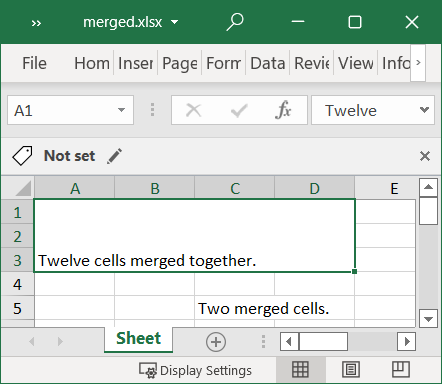 ›› merged.xlsx
File Hom Inser Page Form Data Revie View Info
A1 fx Twelve
Not set
A B C D E
1
2
3 Twelve cells merged together.
4
5 Two merged cells.
Sheet
Display Settings